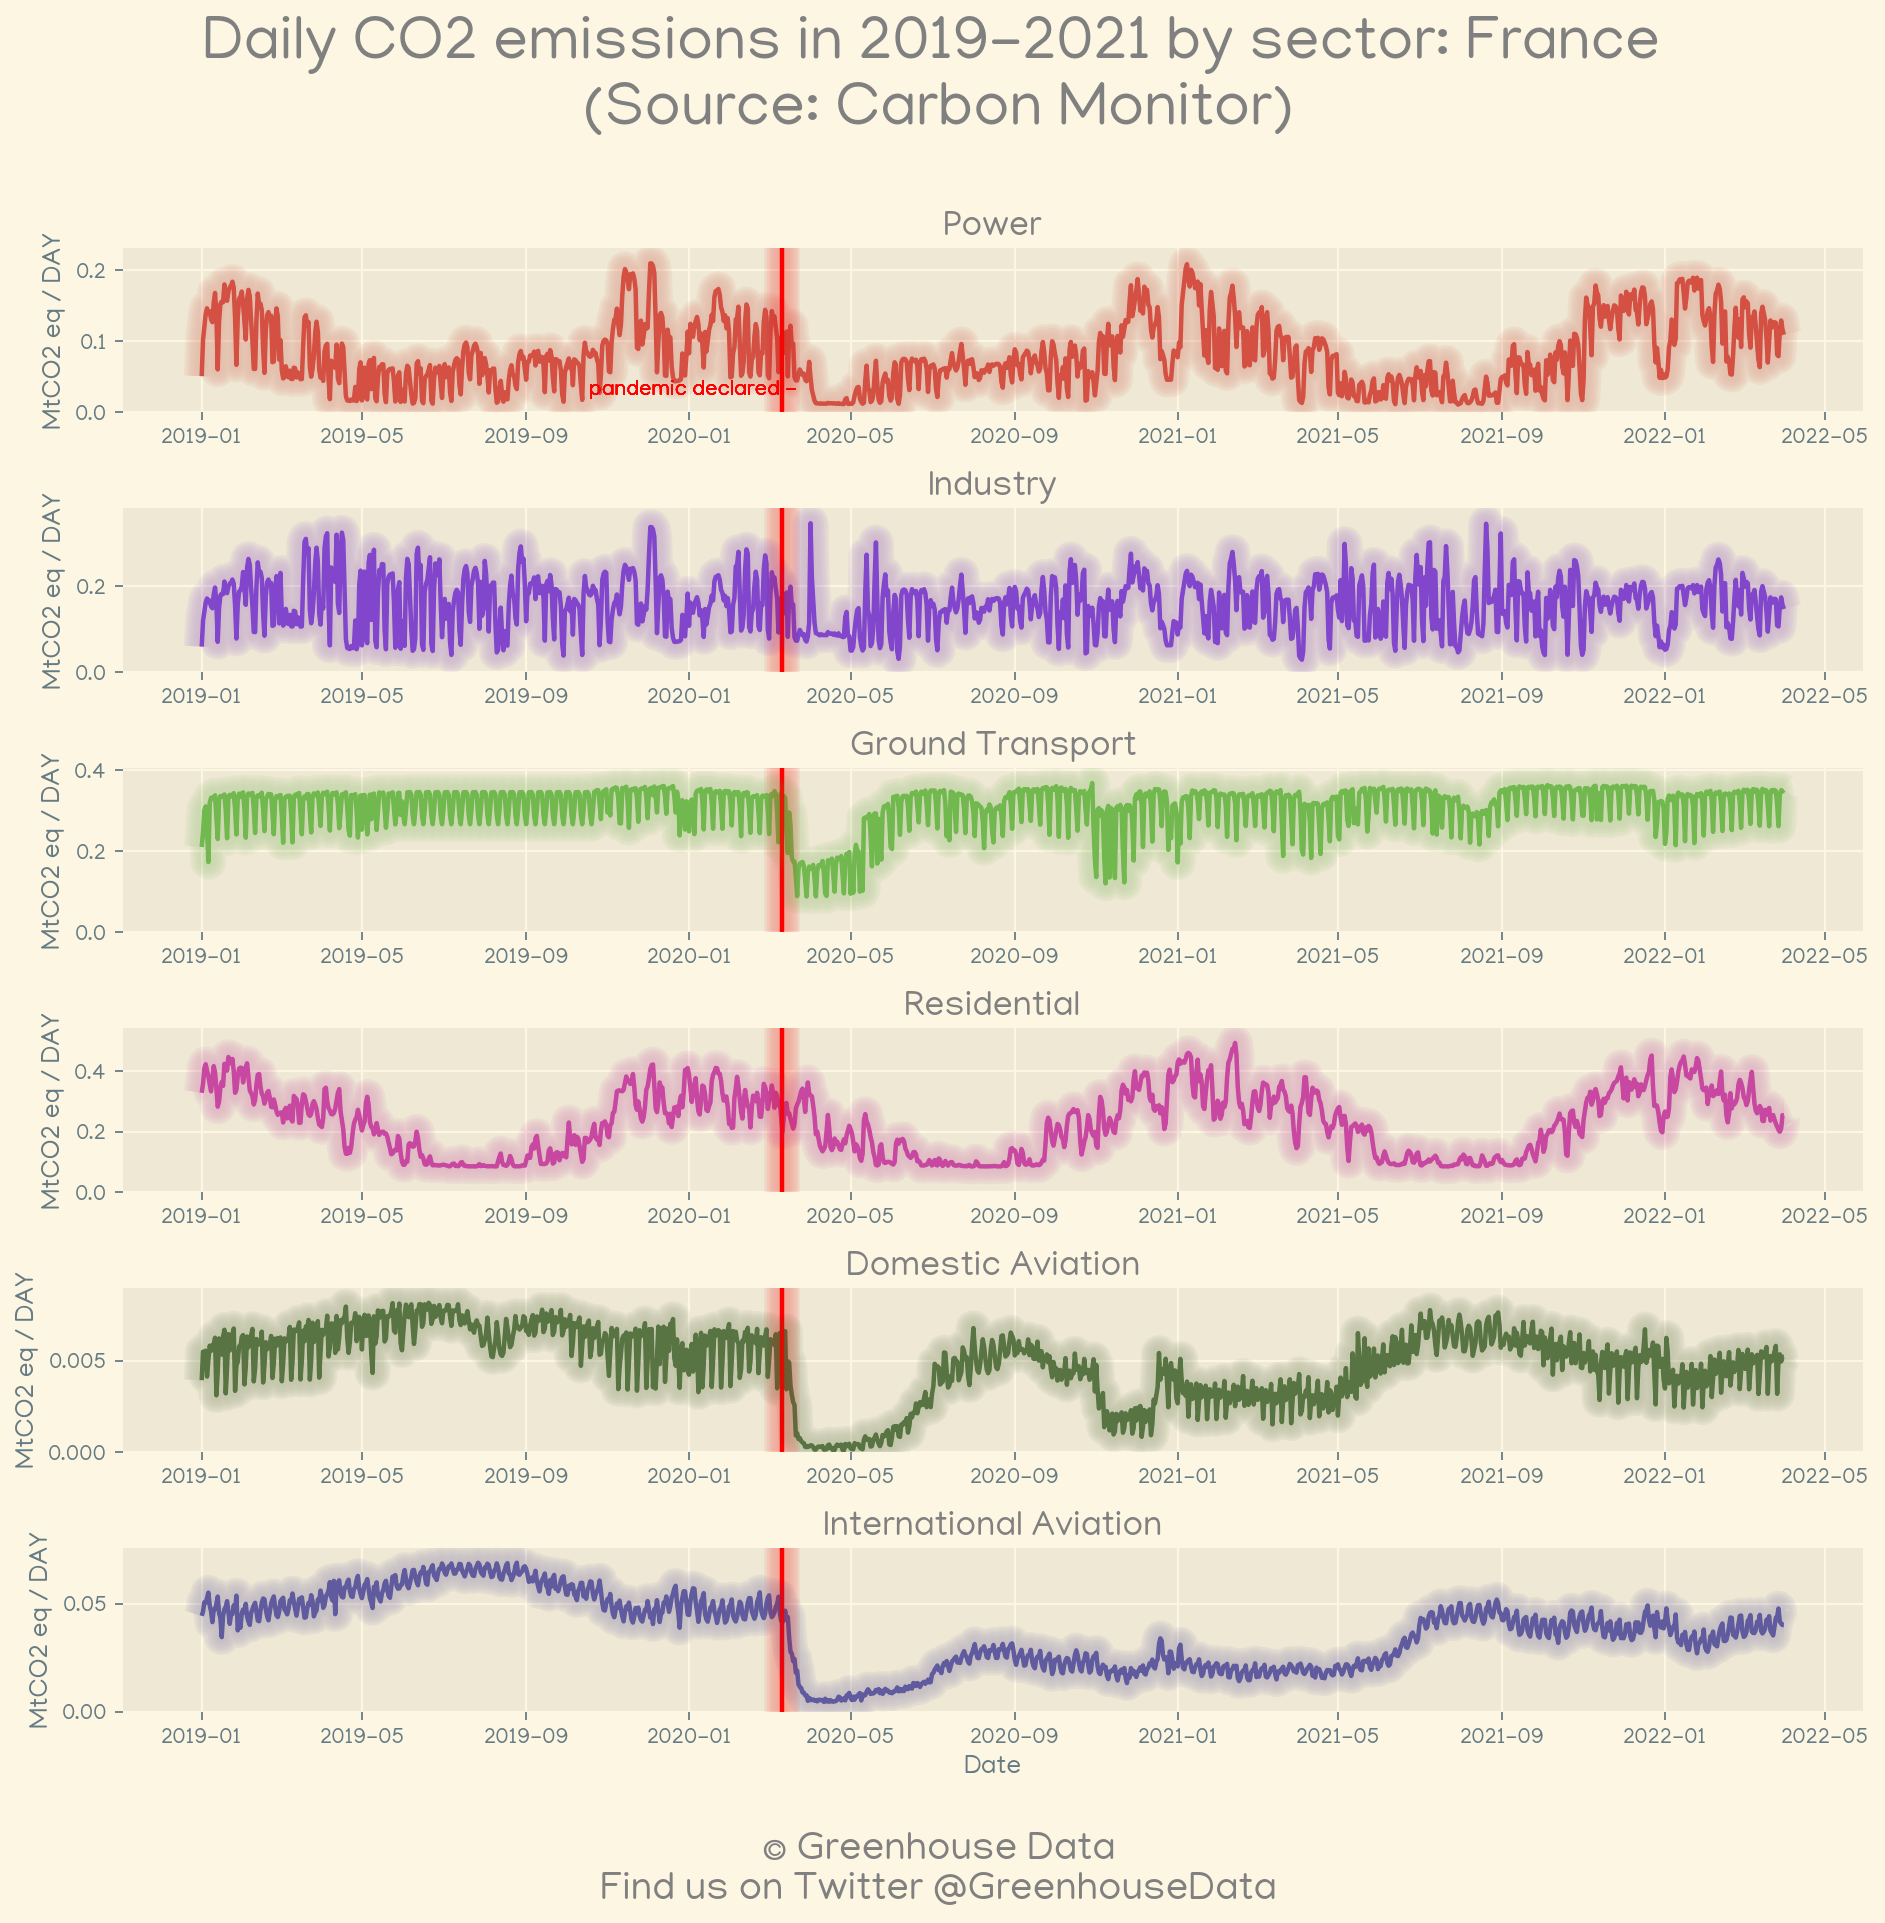 Daily CO2 emissions in 2019-2021 by sector: France
(Source: Carbon Monitor)
Power
MtCO2 eq / DAY
0.2
0.1
0.0
pandemic declared -
2019-01 2019-05 2019-09 2020-01 2020-05 2020-09 2021-01 2021-05 2021-09 2022-01 2022-05
Industry
MtCO2 eq / DAY
0.2
0.0
2019-01 2019-05 2019-09 2020-01 2020-05 2020-09 2021-01 2021-05 2021-09 2022-01 2022-05
Ground Transport
MtCO2 eq / DAY
0.4
0.2
0.0
2019-01 2019-05 2019-09 2020-01 2020-05 2020-09 2021-01 2021-05 2021-09 2022-01 2022-05
Residential
MtCO2 eq / DAY
0.4
0.2
0.0
2019-01 2019-05 2019-09 2020-01 2020-05 2020-09 2021-01 2021-05 2021-09 2022-01 2022-05
Domestic Aviation
MtCO2 eq / DAY
0.005
0.000
2019-01 2019-05 2019-09 2020-01 2020-05 2020-09 2021-01 2021-05 2021-09 2022-01 2022-05
International Aviation
MtCO2 eq / DAY
0.05
0.00
2019-01 2019-05 2019-09 2020-01 2020-05 2020-09 2021-01 2021-05 2021-09 2022-01 2022-05
Date
© Greenhouse Data
Find us on Twitter @GreenhouseData